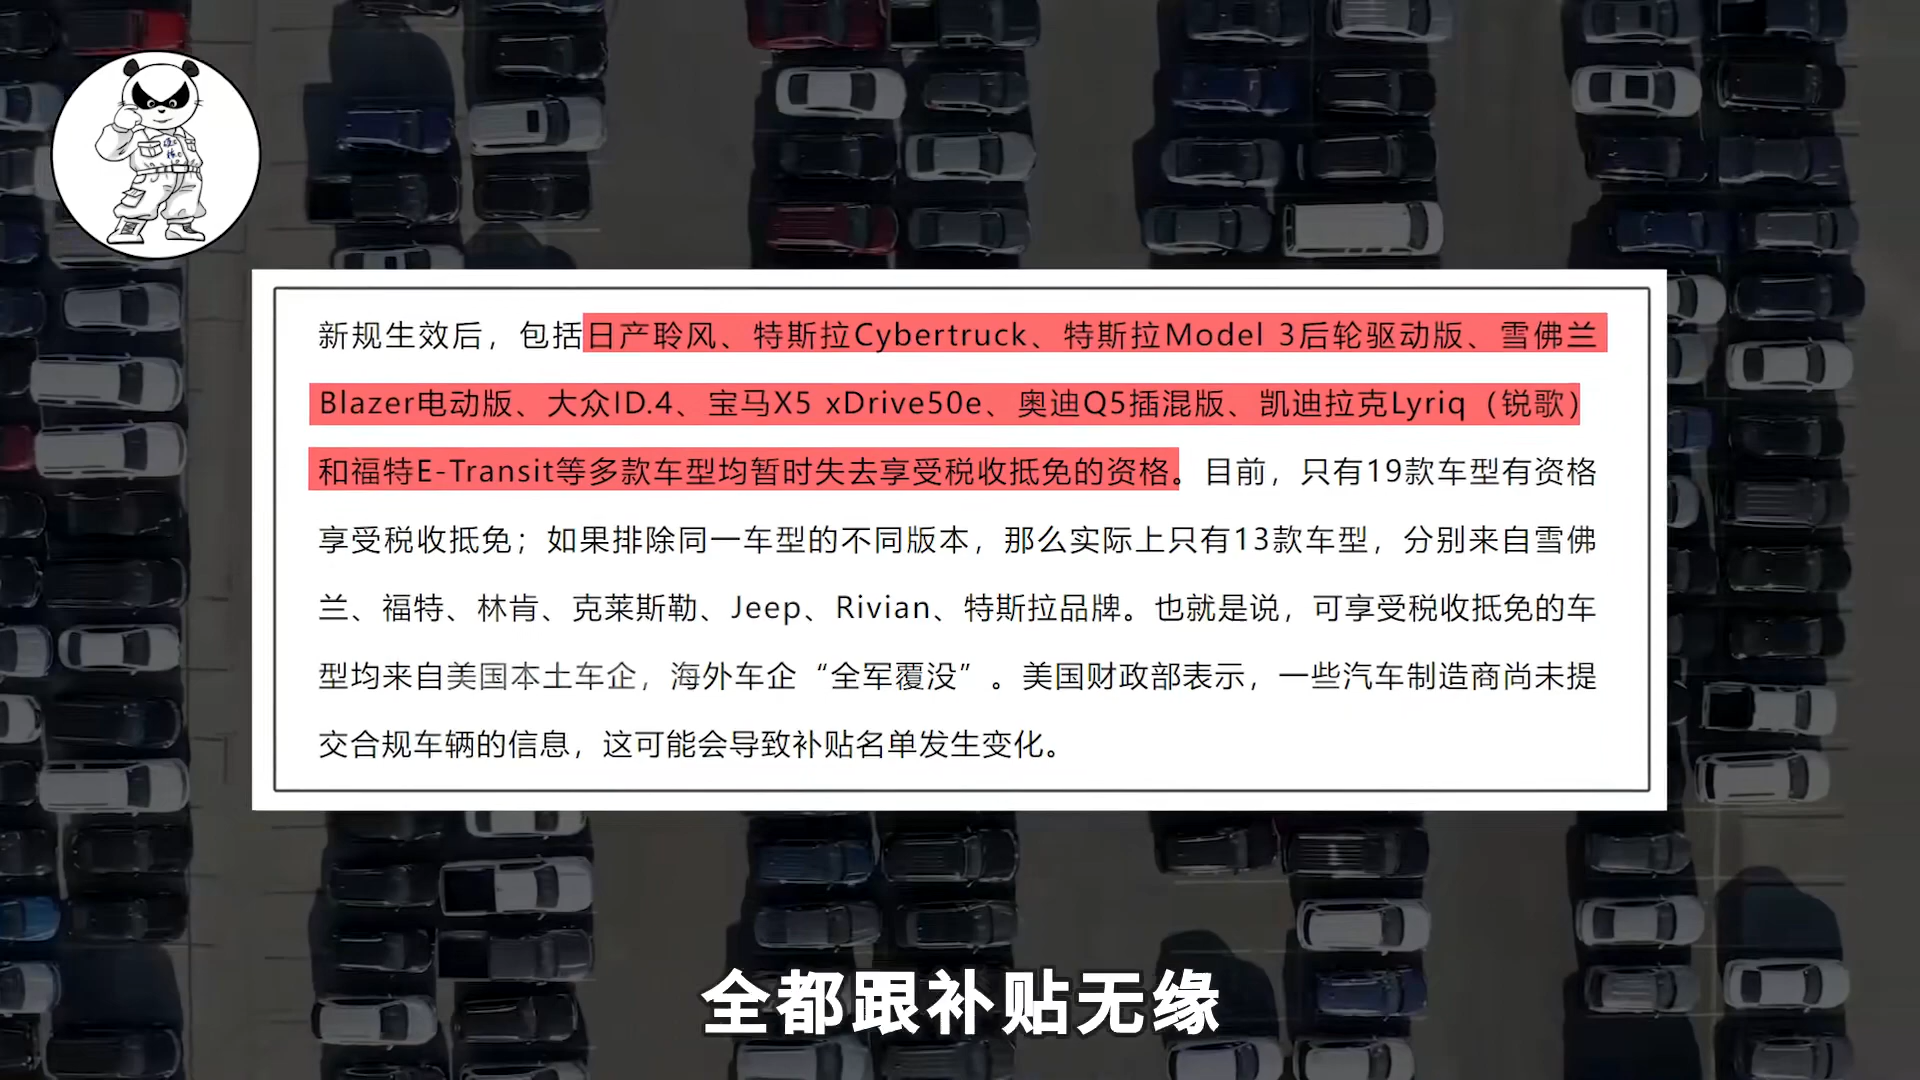 新规生效后，包括日产聆风、特斯拉Cybertruck、特斯拉Model 3后轮驱动版、雪佛兰
Blazer电动版、大众ID.4、宝马X5 xDrive50e、奥迪Q5插混版、凯迪拉克Lyriq（锐歌）
和福特E-Transit等多款车型均暂时失去享受税收抵免的资格。目前，只有19款车型有资格
享受税收抵免；如果排除同一车型的不同版本，那么实际上只有13款车型，分别来自雪佛
兰、福特、林肯、克莱斯勒、Jeep、Rivian、特斯拉品牌。也就是说，可享受税收抵免的车
型均来自美国本土车企，海外车企“全军覆没”。美国财政部表示，一些汽车制造商尚未提
交合规车辆的信息，这可能会导致补贴名单发生变化。
全都跟补贴无缘